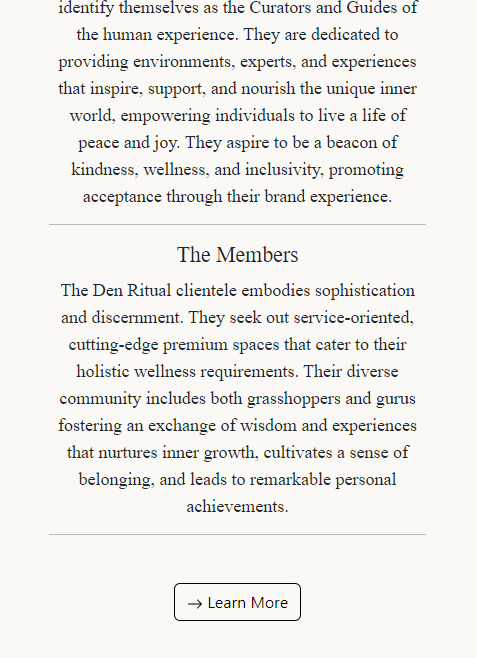 identify themselves as the Curators and Guides of
the human experience. They are dedicated to
providing environments, experts, and experiences
that inspire, support, and nourish the unique inner
world, empowering individuals to live a life of
peace and joy. They aspire to be a beacon of
kindness, wellness, and inclusivity, promoting
acceptance through their brand experience.
The Members
The Den Ritual clientele embodies sophistication
and discernment. They seek out service-oriented,
cutting-edge premium spaces that cater to their
holistic wellness requirements. Their diverse
community includes both grasshoppers and gurus
fostering an exchange of wisdom and experiences
that nurtures inner growth, cultivates a sense of
belonging, and leads to remarkable personal
achievements.
→ Learn More